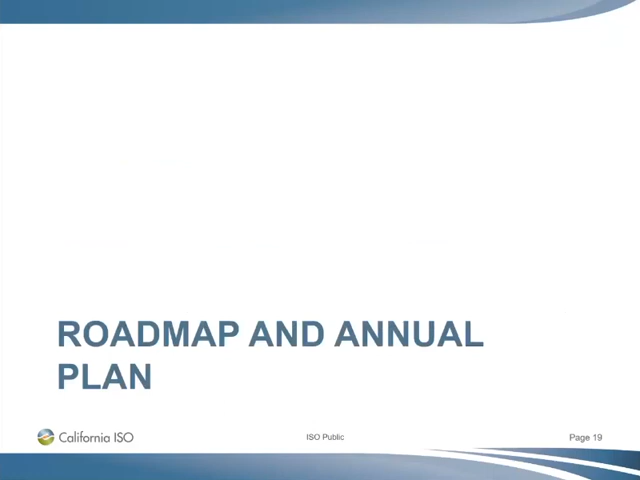 ROADMAP AND ANNUAL
PLAN
California ISO
ISO Public
Page 19